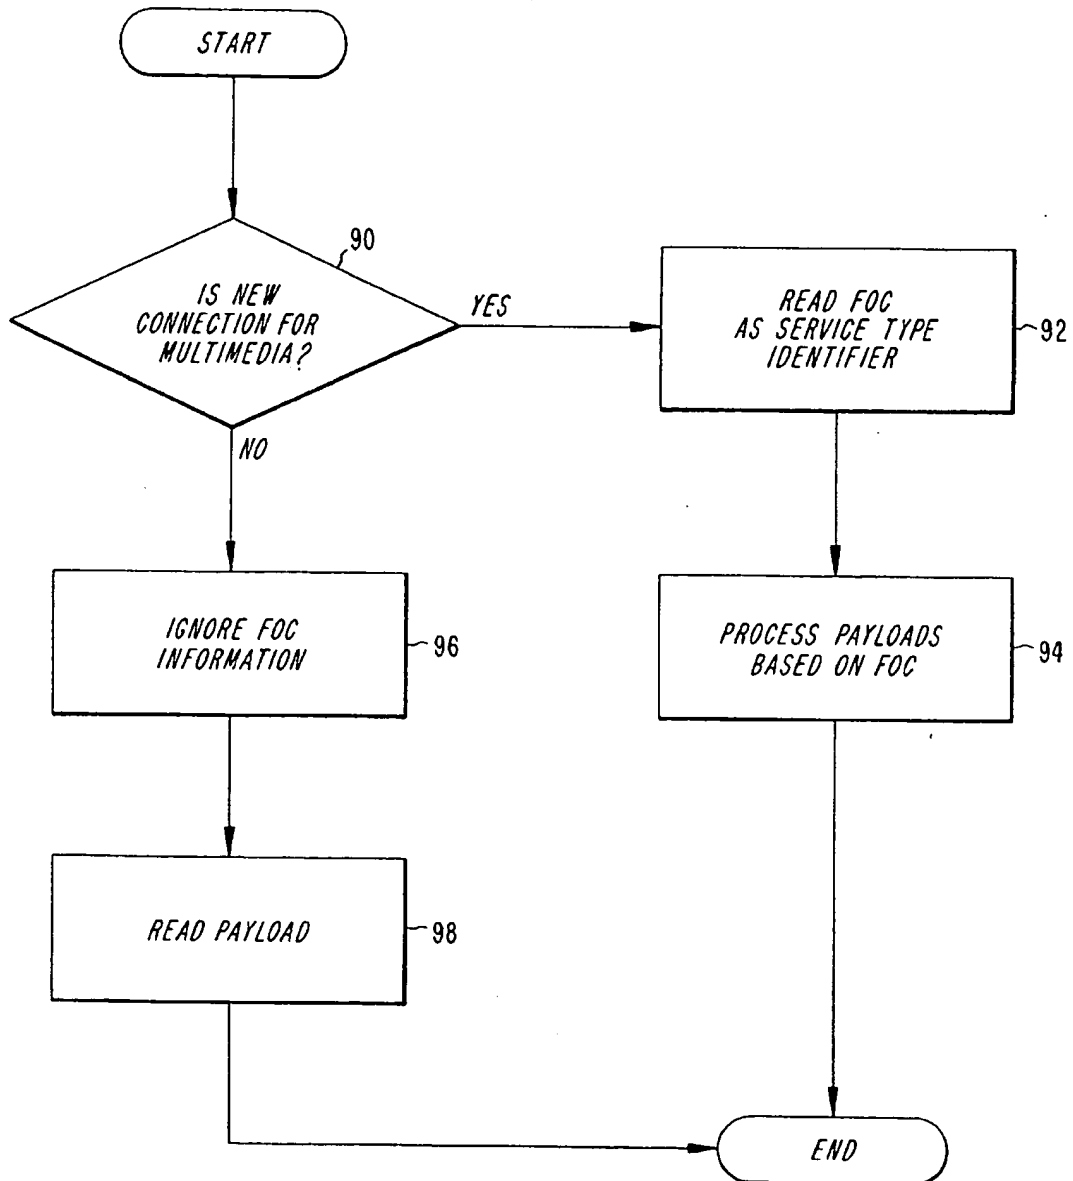 START
90
IS NEW
CONNECTION FOR
MULTIMEDIA?
YES
READ FOC
AS SERVICE TYPE
IDENTIFIER
92
NO
IGNORE FOC
INFORMATION
96
PROCESS PAYLOADS
BASED ON FOC
94
READ PAYLOAD
98
END